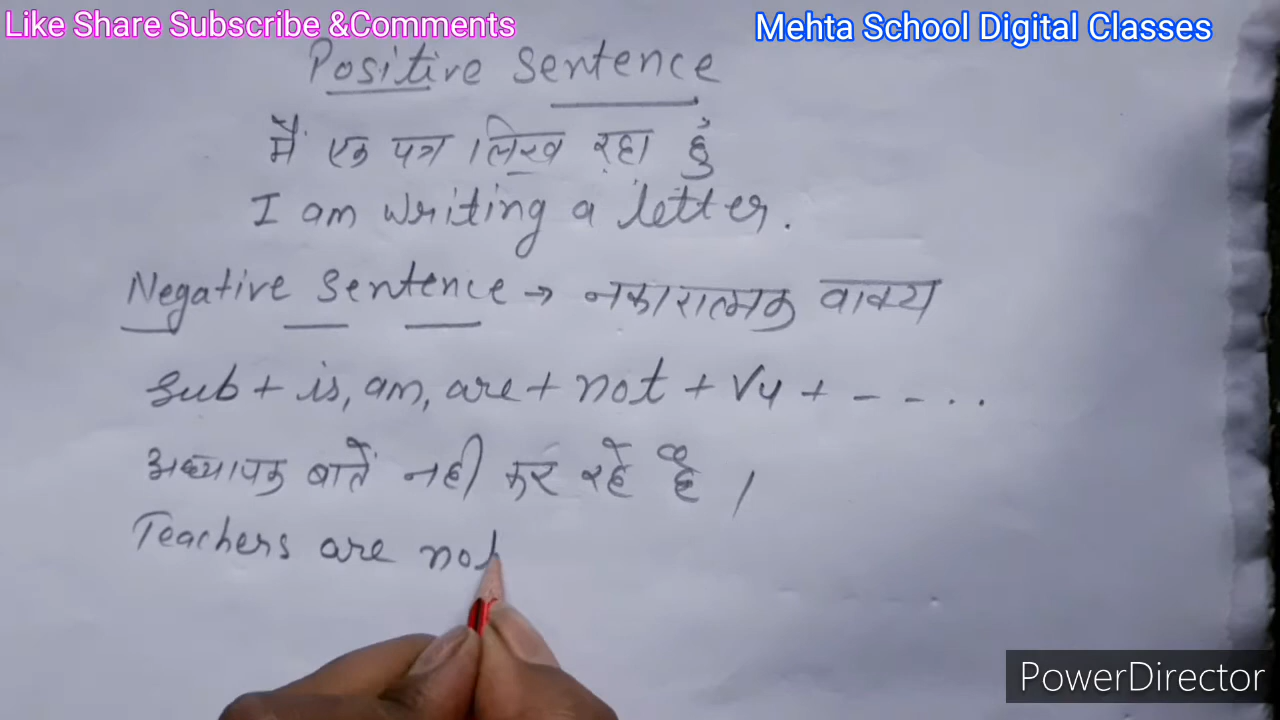 Like Share Subscribe &Comments
Mehta School Digital Classes
Positive Sentence
मैं एक पत्र लिख रहा हुँ
I am writing a letter.
Negative Sentence → नकारात्मक वाक्य
Sub + is, am, are + not + V4 + - - . . .
अध्यापक बातें नही कर रहे है ।
Teachers are not
PowerDirector